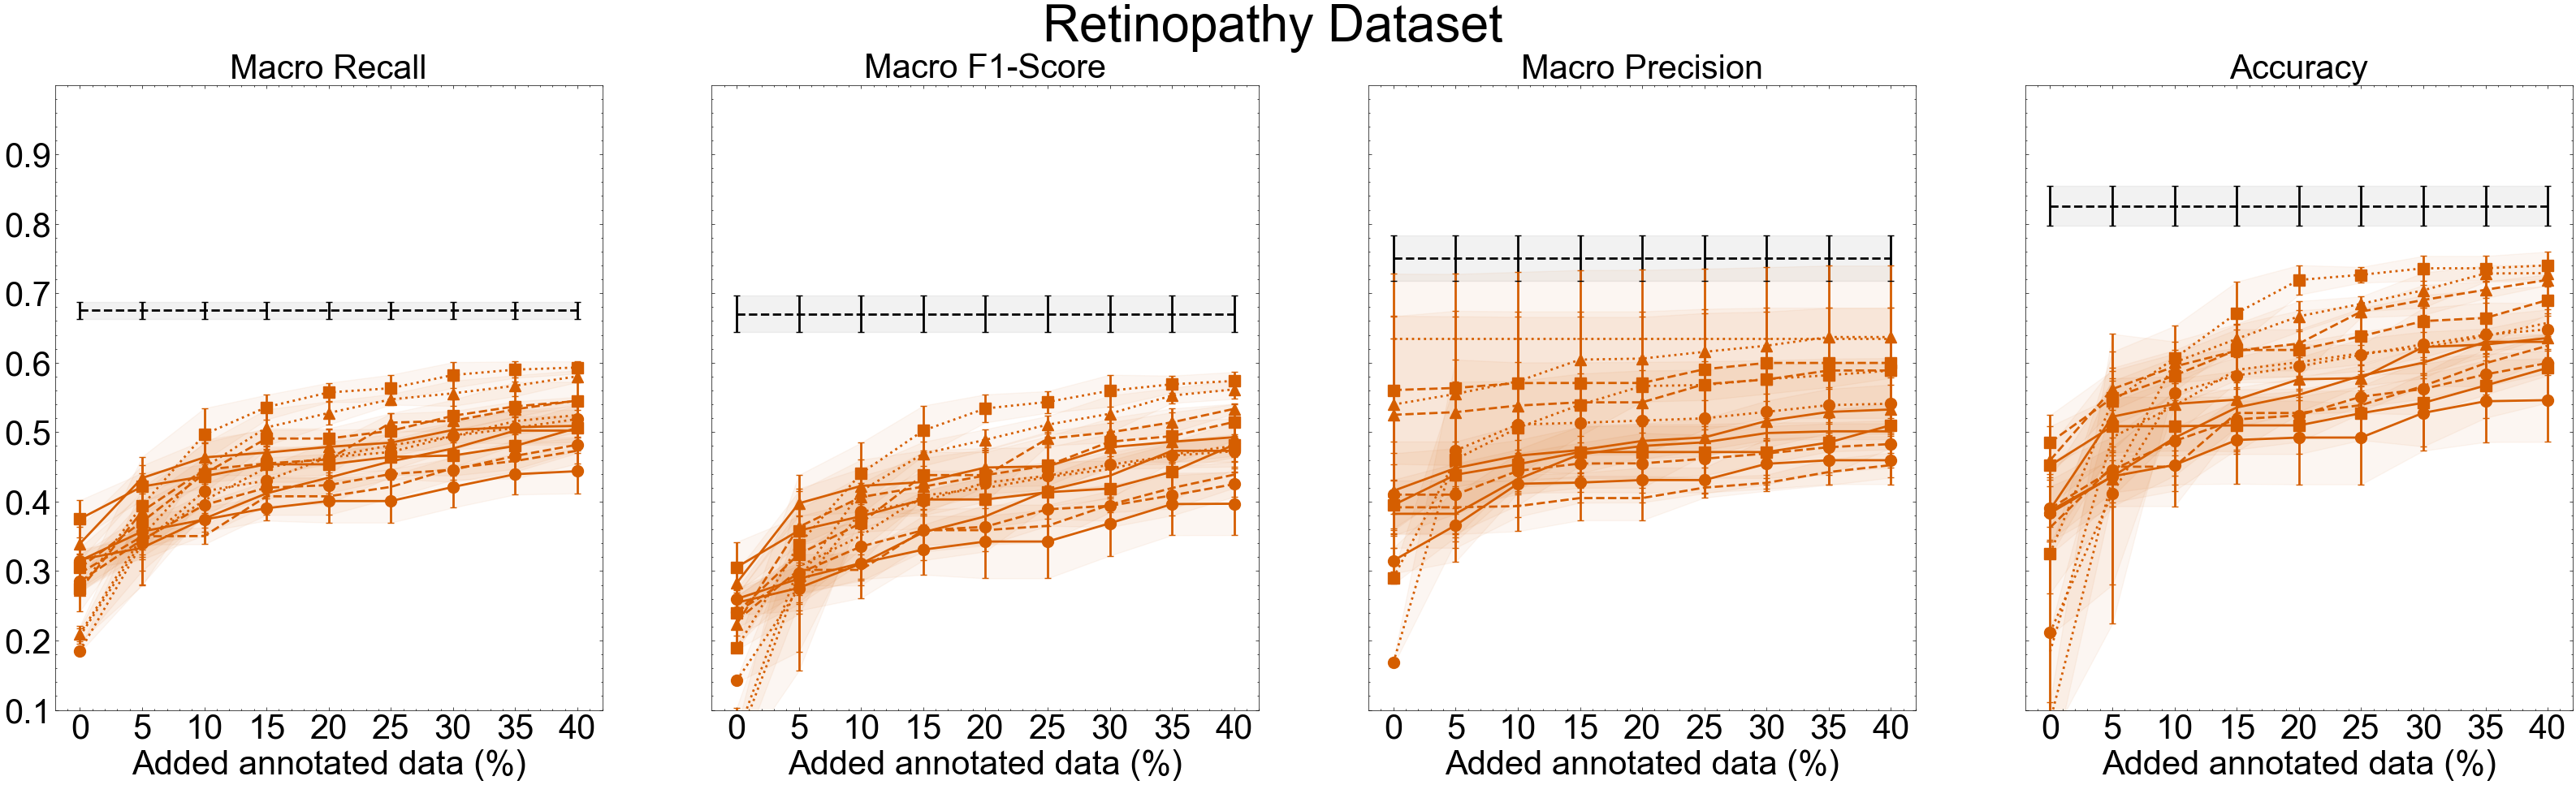 Retinopathy Dataset
Macro Recall
Macro F1-Score
Macro Precision
Accuracy
0.9
0.8
0.7
0.6
0.5
0.4
0.3
0.2
0.1
0 5 10 15 20 25 30 35 40
0 5 10 15 20 25 30 35 40
0 5 10 15 20 25 30 35 40
0 5 10 15 20 25 30 35 40
Added annotated data (%)
Added annotated data (%)
Added annotated data (%)
Added annotated data (%)